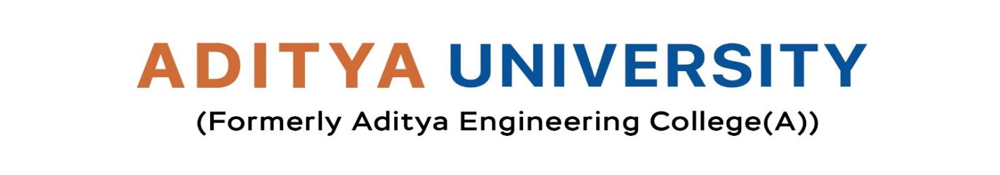 ADITYA UNIVERSITY
(Formerly Aditya Engineering College(A))